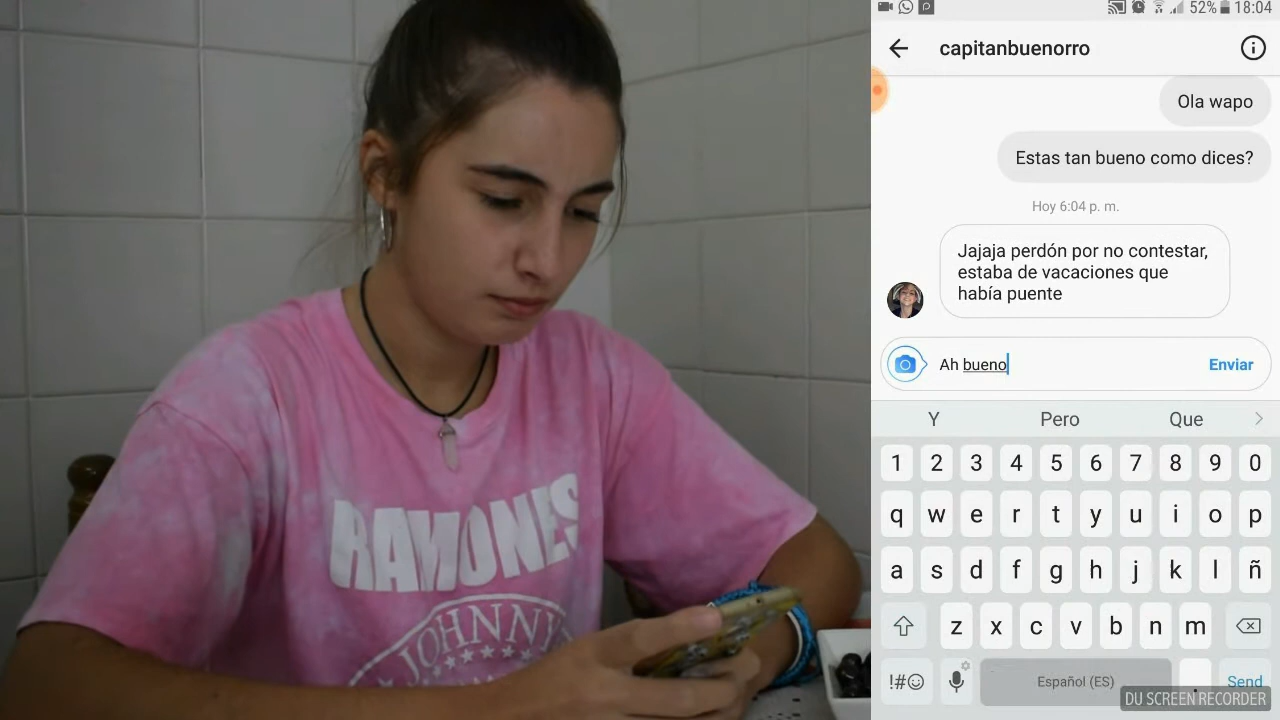 RAMONES
JOHNNY
52% 18:04
capitanbuenorro
Ola wapo
Estas tan bueno como dices?
Hoy 6:04 p. m.
Jajaja perdón por no contestar,
estaba de vacaciones que
había puente
Ah bueno
Enviar
Y Pero Que
1 2 3 4 5 6 7 8 9 0
q w e r t y u i o p
a s d f g h j k l ñ
z x c v b n m
!#☺ Español (ES) . Send
DU SCREEN RECORDER